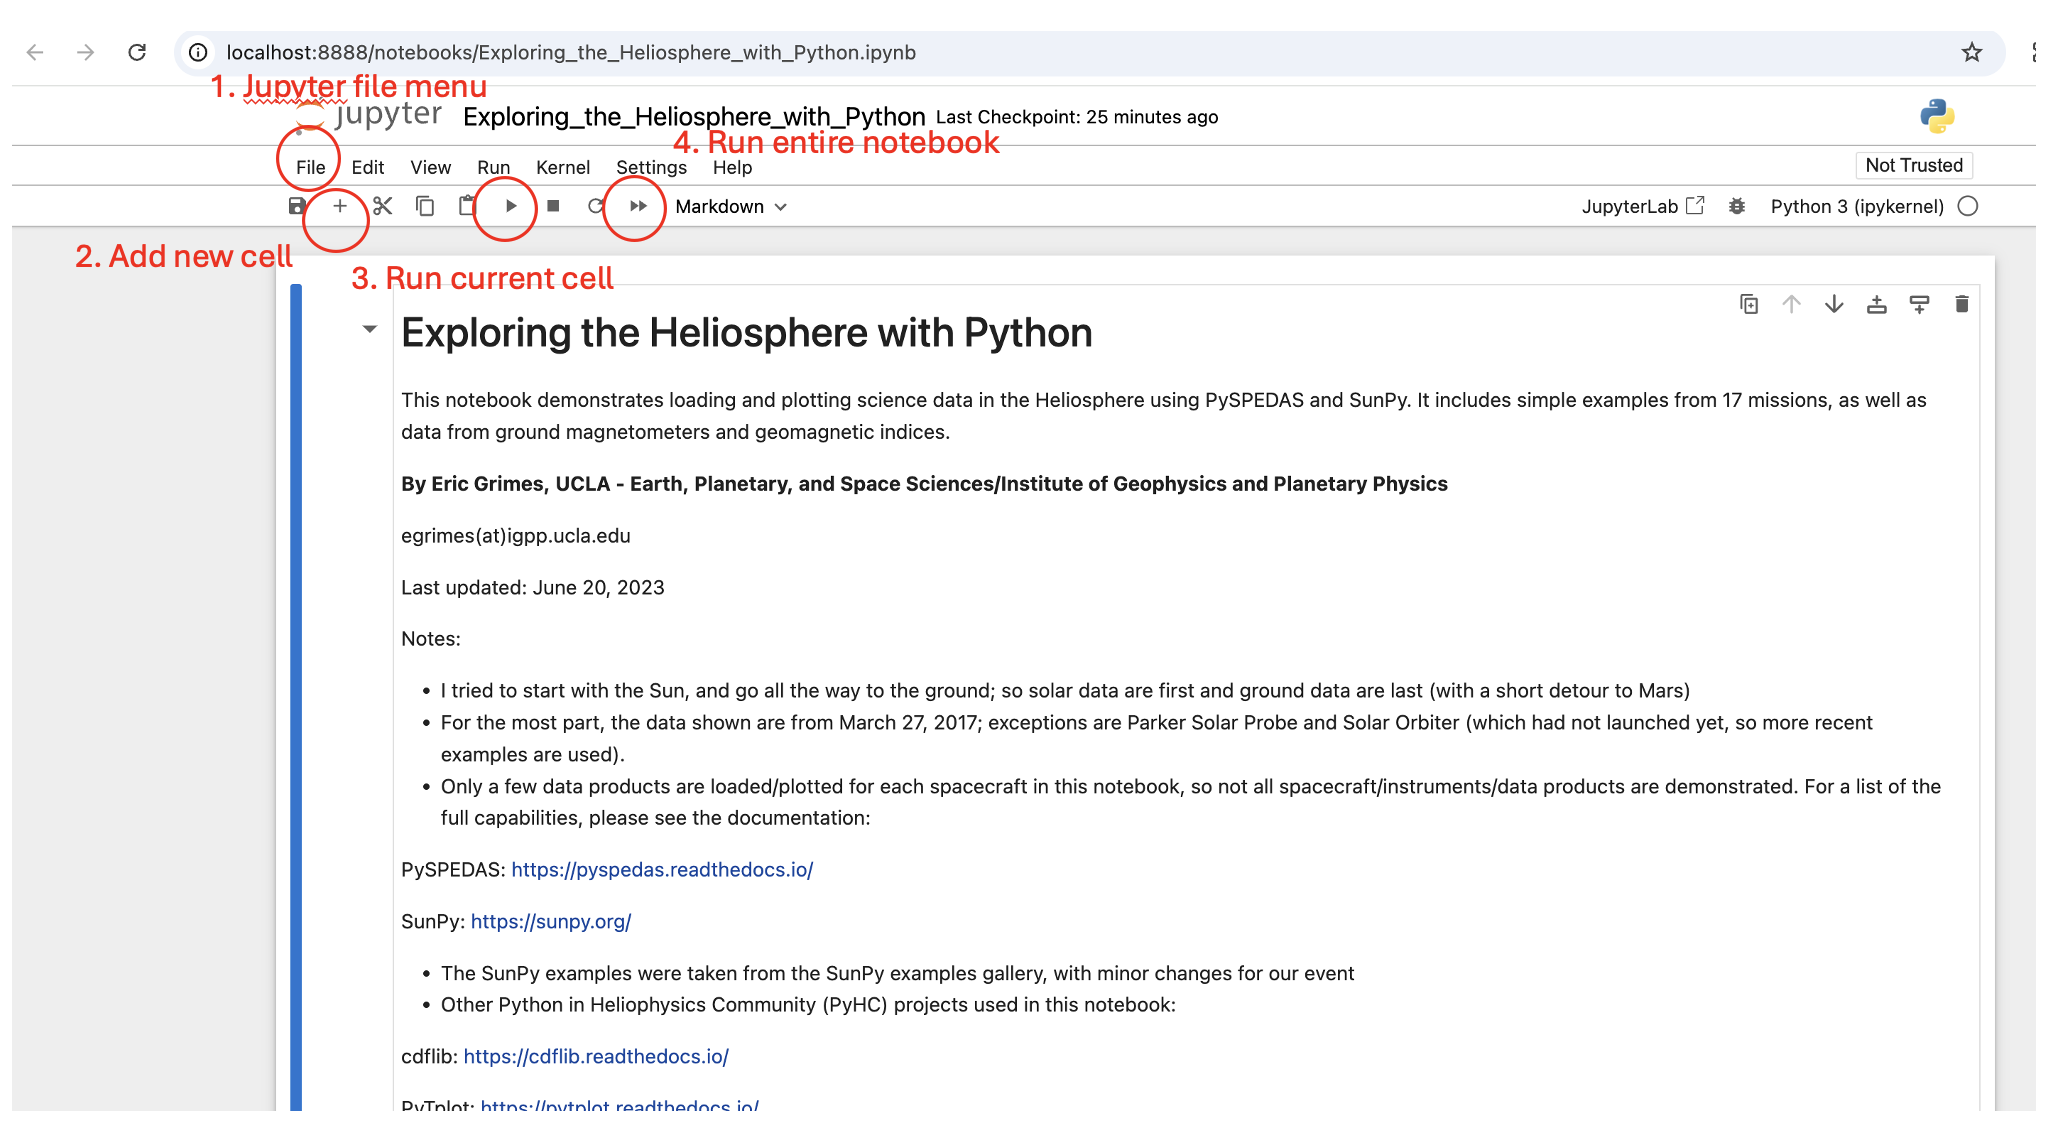 localhost:8888/notebooks/Exploring_the_Heliosphere_with_Python.ipynb
1. Jupyter file menu
jupyter Exploring_the_Heliosphere_with_Python Last Checkpoint: 25 minutes ago
4. Run entire notebook
File Edit View Run Kernel Settings Help
Not Trusted
Markdown
JupyterLab
Python 3 (ipykernel)
2. Add new cell
3. Run current cell
Exploring the Heliosphere with Python
This notebook demonstrates loading and plotting science data in the Heliosphere using PySPEDAS and SunPy. It includes simple examples from 17 missions, as well as
data from ground magnetometers and geomagnetic indices.
By Eric Grimes, UCLA - Earth, Planetary, and Space Sciences/Institute of Geophysics and Planetary Physics
egrimes(at)igpp.ucla.edu
Last updated: June 20, 2023
Notes:
• I tried to start with the Sun, and go all the way to the ground; so solar data are first and ground data are last (with a short detour to Mars)
• For the most part, the data shown are from March 27, 2017; exceptions are Parker Solar Probe and Solar Orbiter (which had not launched yet, so more recent
examples are used).
• Only a few data products are loaded/plotted for each spacecraft in this notebook, so not all spacecraft/instruments/data products are demonstrated. For a list of the
full capabilities, please see the documentation:
PySPEDAS: https://pyspedas.readthedocs.io/
SunPy: https://sunpy.org/
• The SunPy examples were taken from the SunPy examples gallery, with minor changes for our event
• Other Python in Heliophysics Community (PyHC) projects used in this notebook:
cdflib: https://cdflib.readthedocs.io/
PyTplot: https://pytplot.readthedocs.io/